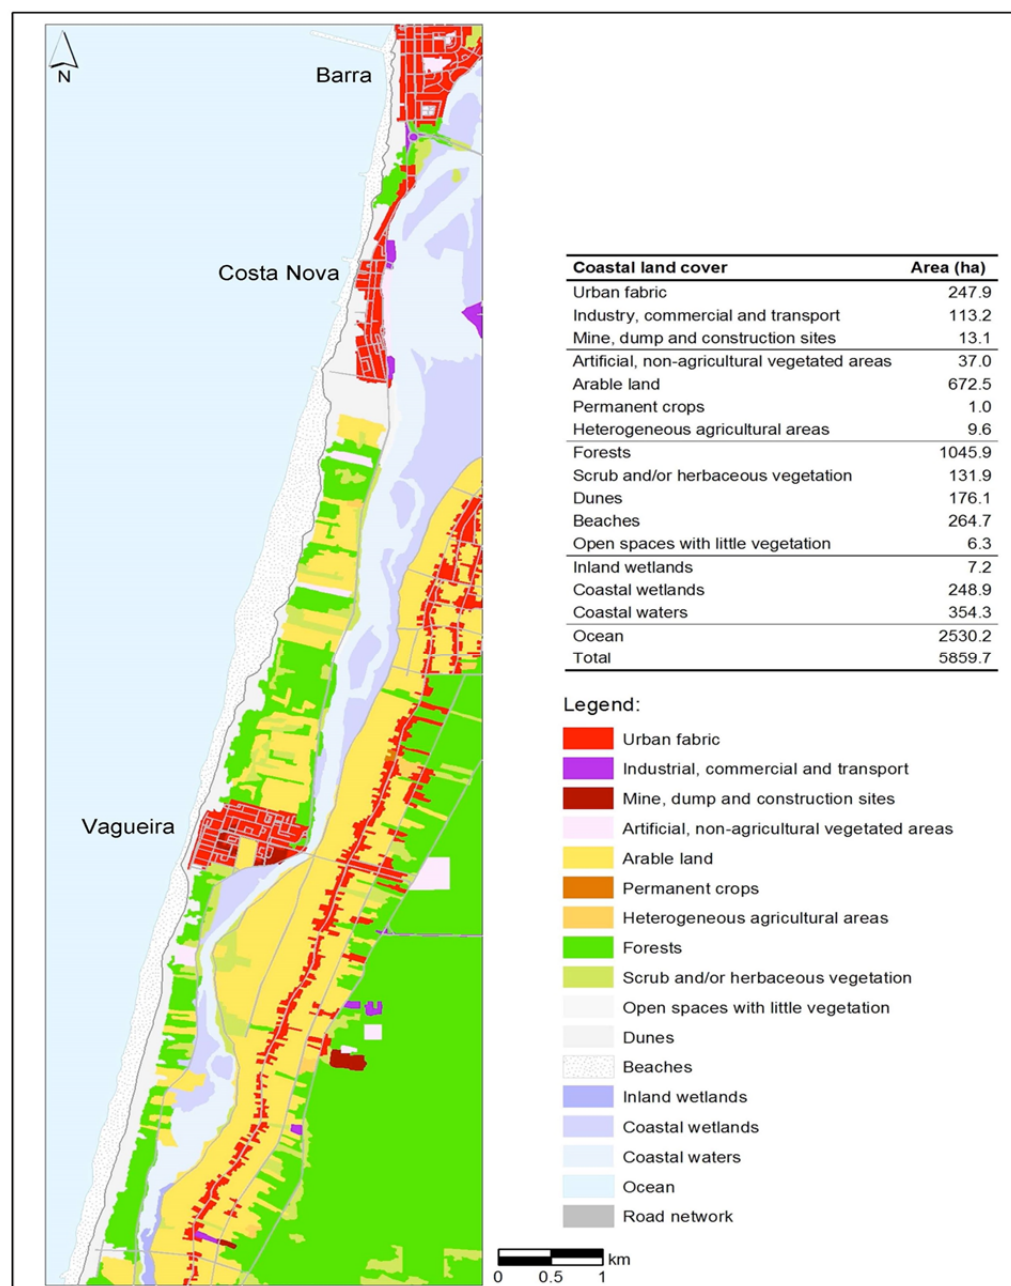 N
Barra
Costa Nova
Vagueira
Coastal land cover Area (ha)
Urban fabric 247.9
Industry, commercial and transport 113.2
Mine, dump and construction sites 13.1
Artificial, non-agricultural vegetated areas 37.0
Arable land 672.5
Permanent crops 1.0
Heterogeneous agricultural areas 9.6
Forests 1045.9
Scrub and/or herbaceous vegetation 131.9
Dunes 176.1
Beaches 264.7
Open spaces with little vegetation 6.3
Inland wetlands 7.2
Coastal wetlands 248.9
Coastal waters 354.3
Ocean 2530.2
Total 5859.7
Legend:
Urban fabric
Industrial, commercial and transport
Mine, dump and construction sites
Artificial, non-agricultural vegetated areas
Arable land
Permanent crops
Heterogeneous agricultural areas
Forests
Scrub and/or herbaceous vegetation
Open spaces with little vegetation
Dunes
Beaches
Inland wetlands
Coastal wetlands
Coastal waters
Ocean
Road network
km
0 0.5 1